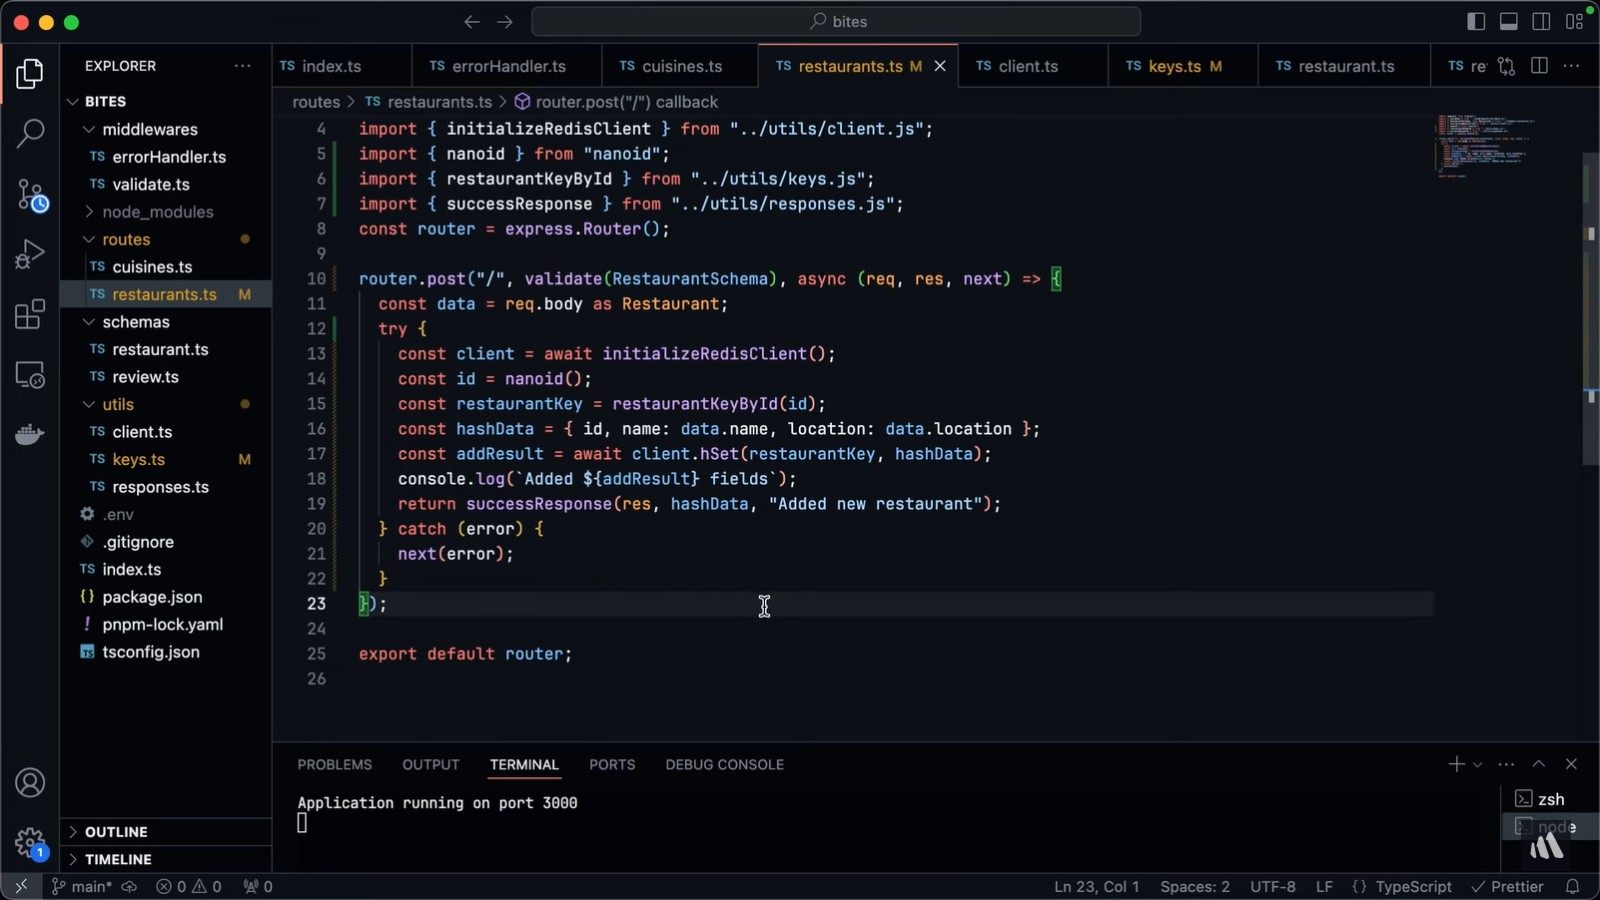 bites
EXPLORER
TS index.ts
TS errorHandler.ts
TS cuisines.ts
TS restaurants.ts M
TS client.ts
TS keys.ts M
TS restaurant.ts
TS re
routes > TS restaurants.ts > router.post("/") callback
BITES
middlewares
TS errorHandler.ts
TS validate.ts
node_modules
routes
TS cuisines.ts
TS restaurants.ts M
schemas
TS restaurant.ts
TS review.ts
utils
TS client.ts
TS keys.ts M
TS responses.ts
.env
.gitignore
TS index.ts
{} package.json
! pnpm-lock.yaml
TS tsconfig.json
OUTLINE
TIMELINE
1
4 import { initializeRedisClient } from "../utils/client.js";
5 import { nanoid } from "nanoid";
6 import { restaurantKeyById } from "../utils/keys.js";
7 import { successResponse } from "../utils/responses.js";
8 const router = express.Router();
9
10 router.post("/", validate(RestaurantSchema), async (req, res, next) => {
11 const data = req.body as Restaurant;
12 try {
13 const client = await initializeRedisClient();
14 const id = nanoid();
15 const restaurantKey = restaurantKeyById(id);
16 const hashData = { id, name: data.name, location: data.location };
17 const addResult = await client.hSet(restaurantKey, hashData);
18 console.log(`Added ${addResult} fields`);
19 return successResponse(res, hashData, "Added new restaurant");
20 } catch (error) {
21 next(error);
22 }
23 });
24
25 export default router;
26
PROBLEMS OUTPUT TERMINAL PORTS DEBUG CONSOLE
Application running on port 3000
zsh
node
main* 0 0 0 Ln 23, Col 1 Spaces: 2 UTF-8 LF {} TypeScript Prettier